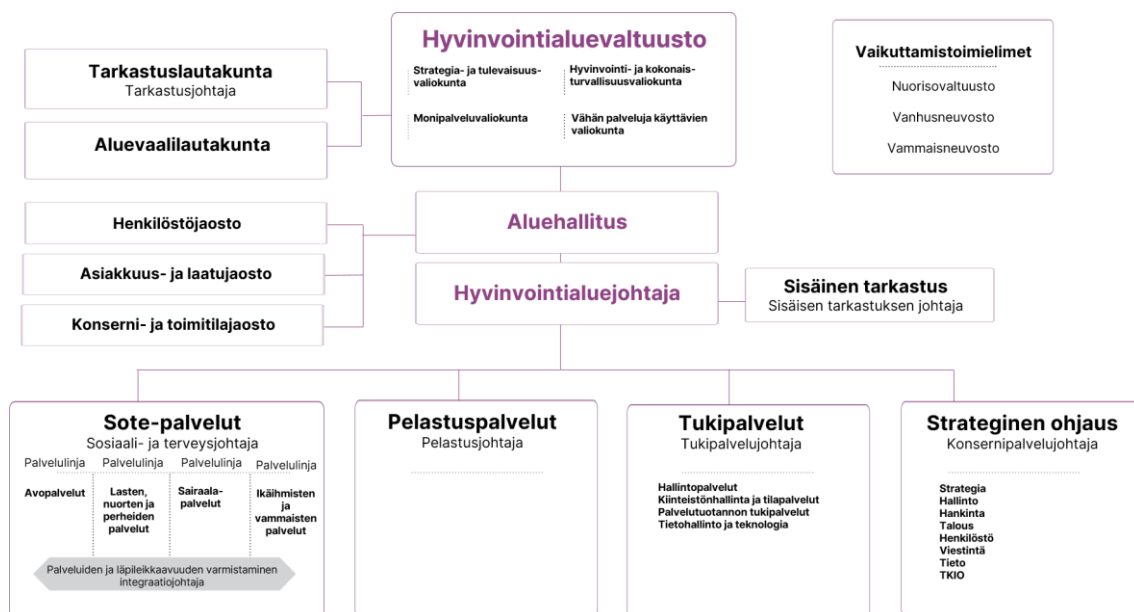 Hyvinvointialuevaltuusto
Strategia- ja tulevaisuus-
valiokunta
Hyvinvointi- ja kokonais-
turvallisuusvaliokunta
Monipalveluvaliokunta
Vähän palveluja käyttävien
valiokunta
Tarkastuslautakunta
Tarkastusjohtaja
Aluevaalilautakunta
Vaikuttamistoimielimet
Nuorisovaltuusto
Vanhusneuvosto
Vammaisneuvosto
Aluehallitus
Henkilöstöjaosto
Asiakkuus- ja laatujaosto
Konserni- ja toimitilajaosto
Hyvinvointialuejohtaja
Sisäinen tarkastus
Sisäisen tarkastuksen johtaja
Sote-palvelut
Sosiaali- ja terveysjohtaja
Palvelulinja
Avopalvelut
Palvelulinja
Lasten,
nuorten ja
perheiden
palvelut
Palvelulinja
Sairaala-
palvelut
Palvelulinja
Ikäihmisten
ja
vammaisten
palvelut
Palveluiden ja läpileikkaavuuden varmistaminen
integraatiojohtaja
Pelastuspalvelut
Pelastusjohtaja
Tukipalvelut
Tukipalvelujohtaja
Hallintopalvelut
Kiinteistönhallinta ja tilapalvelut
Palvelutuotannon tukipalvelut
Tietohallinto ja teknologia
Strateginen ohjaus
Konsernipalvelujohtaja
Strategia
Hallinto
Hankinta
Talous
Henkilöstö
Viestintä
Tieto
TKIO